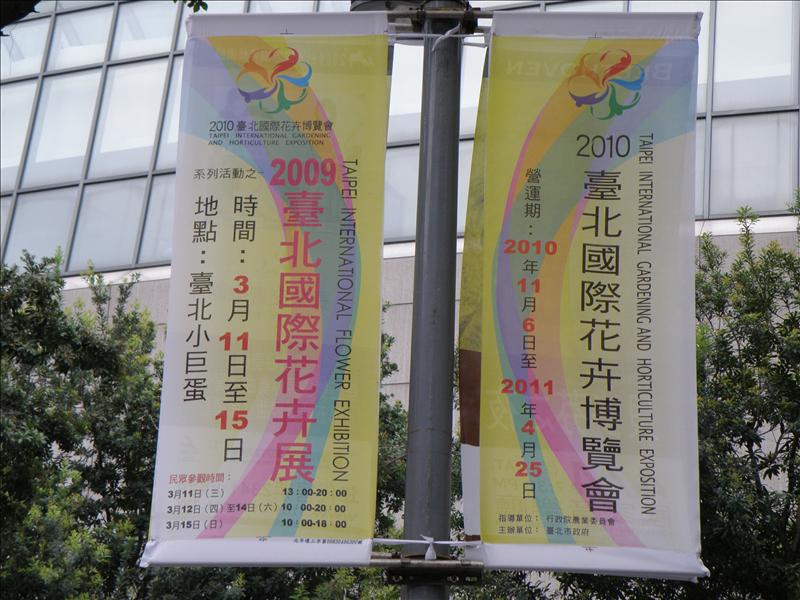 2010 臺北國際花卉博覽會
TAIPEI INTERNATIONAL GARDENING
AND HORTICULTURE EXPOSITION
系列活動之一
2009臺北國際花卉展
TAIPEI INTERNATIONAL FLOWER EXHIBITION
時間：3月11日至15日
地點：臺北小巨蛋
民眾參觀時間：
3月11日（三） 13：00-20：00
3月12日（四）至14日（六）10：00-20：00
3月15日（日） 10：00-18：00
2010臺北國際花卉博覽會
TAIPEI INTERNATIONAL GARDENING AND HORTICULTURE EXPOSITION
營運期：2010年11月6日至2011年4月25日
指導單位：行政院農業委員會
主辦單位：臺北市政府